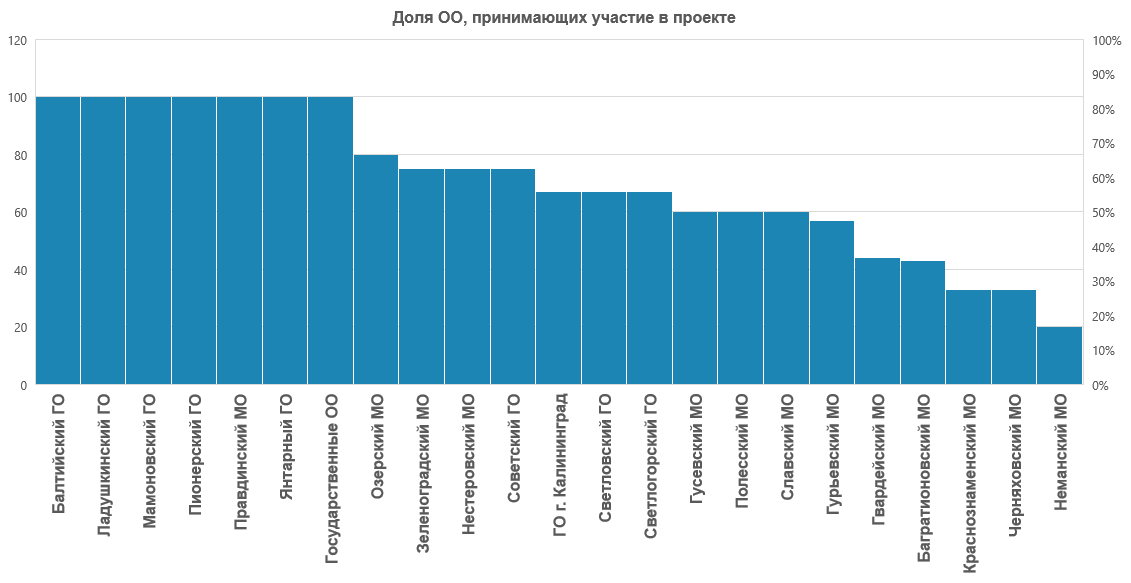 Доля ОО, принимающих участие в проекте
120
100
80
60
40
20
0
100%
90%
80%
70%
60%
50%
40%
30%
20%
10%
0%
Балтийский ГО
Ладушкинский ГО
Мамоновский ГО
Пионерский ГО
Правдинский МО
Янтарный ГО
Государственные ОО
Озерский МО
Зеленоградский МО
Нестеровский МО
Советский ГО
ГО г. Калининград
Светловский ГО
Светлогорский ГО
Гусевский МО
Полесский МО
Славский МО
Гурьевский МО
Гвардейский МО
Багратионовский МО
Краснознаменский МО
Черняховский МО
Неманский МО